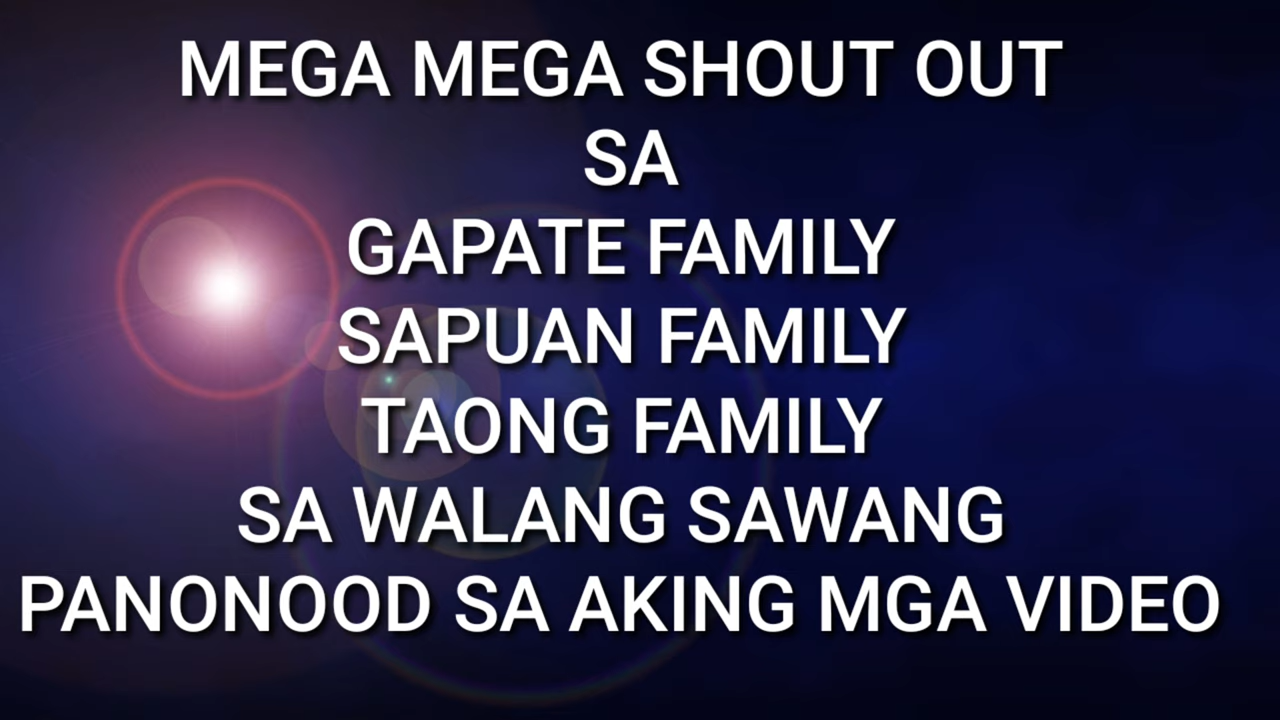 MEGA MEGA SHOUT OUT
SA
GAPATE FAMILY
SAPUAN FAMILY
TAONG FAMILY
SA WALANG SAWANG
PANONOOD SA AKING MGA VIDEO